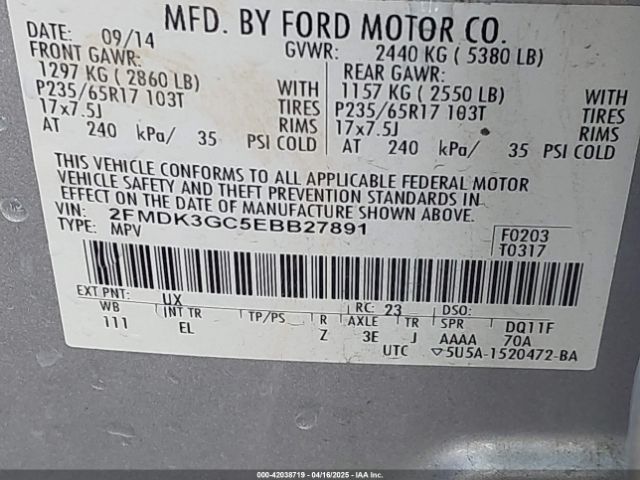 MFD. BY FORD MOTOR CO.
DATE: 09/14 GVWR: 2440 KG ( 5380 LB)
FRONT GAWR: REAR GAWR:
1297 KG ( 2860 LB) WITH 1157 KG ( 2550 LB) WITH
P235/65R17 103T TIRES P235/65R17 103T TIRES
17x7.5J RIMS 17x7.5J RIMS
AT 240 kPa/ 35 PSI COLD AT 240 kPa/ 35 PSI COLD
THIS VEHICLE CONFORMS TO ALL APPLICABLE FEDERAL MOTOR
VEHICLE SAFETY AND THEFT PREVENTION STANDARDS IN
EFFECT ON THE DATE OF MANUFACTURE SHOWN ABOVE.
VIN: 2FMDK3GC5EBB27891 F0203
TYPE: MPV T0317
EXT PNT: UX RC: 23 DSO:
WB INT TR TP/PS R AXLE TR SPR DQ11F
111 EL Z 3E J AAAA 70A
UTC ▽5U5A-1520472-BA
00-42038719 - 04/16/2025 - IAA Inc.